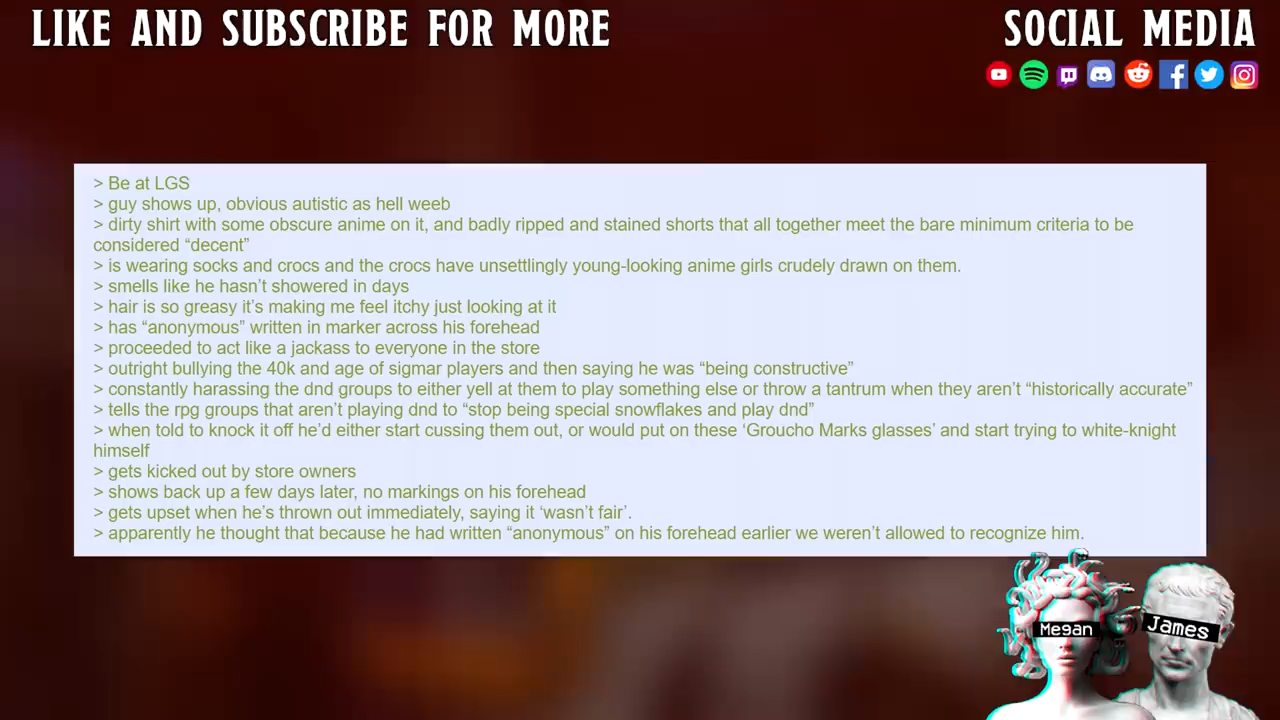 LIKE AND SUBSCRIBE FOR MORE
SOCIAL MEDIA
> Be at LGS
> guy shows up, obvious autistic as hell weeb
> dirty shirt with some obscure anime on it, and badly ripped and stained shorts that all together meet the bare minimum criteria to be
considered “decent”
> is wearing socks and crocs and the crocs have unsettlingly young-looking anime girls crudely drawn on them.
> smells like he hasn’t showered in days
> hair is so greasy it’s making me feel itchy just looking at it
> has “anonymous” written in marker across his forehead
> proceeded to act like a jackass to everyone in the store
> outright bullying the 40k and age of sigmar players and then saying he was “being constructive”
> constantly harassing the dnd groups to either yell at them to play something else or throw a tantrum when they aren’t “historically accurate”
> tells the rpg groups that aren’t playing dnd to “stop being special snowflakes and play dnd”
> when told to knock it off he’d either start cussing them out, or would put on these ‘Groucho Marks glasses’ and start trying to white-knight
himself
> gets kicked out by store owners
> shows back up a few days later, no markings on his forehead
> gets upset when he’s thrown out immediately, saying it ‘wasn’t fair’.
> apparently he thought that because he had written “anonymous” on his forehead earlier we weren’t allowed to recognize him.
Megan
James